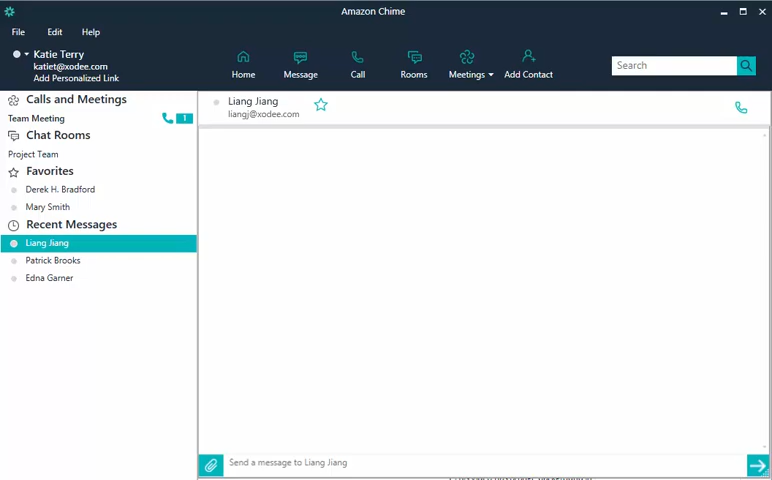 Amazon Chime
File Edit Help
Katie Terry
katiet@xodee.com
Add Personalized Link
Home Message Call Rooms Meetings Add Contact
Search
Calls and Meetings
Team Meeting 1
Chat Rooms
Project Team
Favorites
Derek H. Bradford
Mary Smith
Recent Messages
Liang Jiang
Patrick Brooks
Edna Garner
Liang Jiang
liangj@xodee.com
Send a message to Liang Jiang